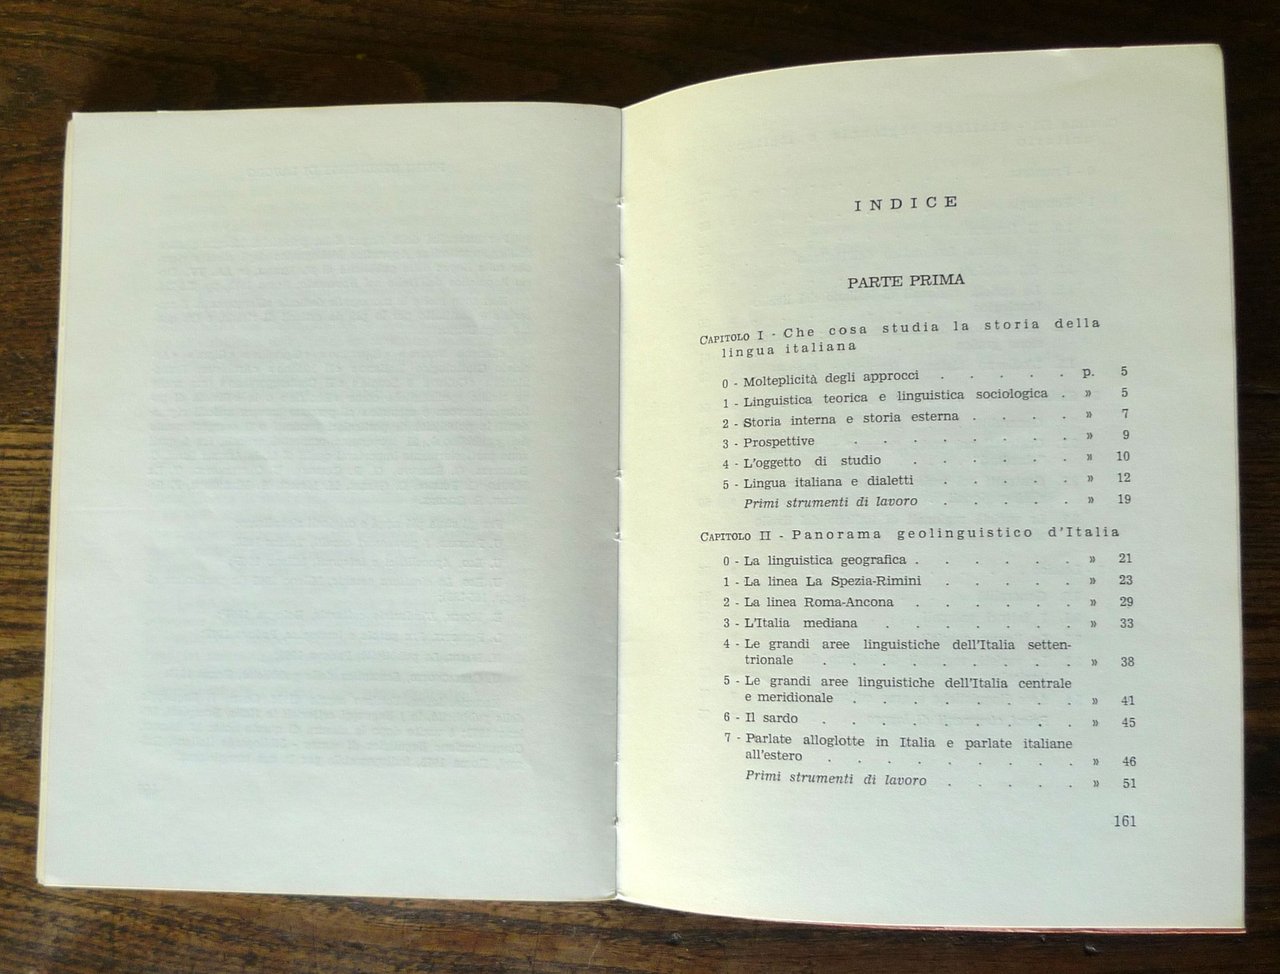 INDICE
PARTE PRIMA
CAPITOLO I - Che cosa studia la storia della
lingua italiana
0 - Molteplicità degli approcci . . . . . p. 5
1 - Linguistica teorica e linguistica sociologica . » 5
2 - Storia interna e storia esterna . . . . » 7
3 - Prospettive . . . . . . . . » 9
4 - L'oggetto di studio . . . . . . » 10
5 - Lingua italiana e dialetti . . . . . » 12
Primi strumenti di lavoro . . . . . » 19
CAPITOLO II - Panorama geolinguistico d'Italia
0 - La linguistica geografica . . . . . . » 21
1 - La linea La Spezia-Rimini . . . . . » 23
2 - La linea Roma-Ancona . . . . . . » 29
3 - L'Italia mediana . . . . . . . » 33
4 - Le grandi aree linguistiche dell'Italia setten-
trionale . . . . . . . . . » 38
5 - Le grandi aree linguistiche dell'Italia centrale
e meridionale . . . . . . . . » 41
6 - Il sardo . . . . . . . . . » 45
7 - Parlate alloglotte in Italia e parlate italiane
all'estero . . . . . . . . . » 46
Primi strumenti di lavoro . . . . . » 51
161